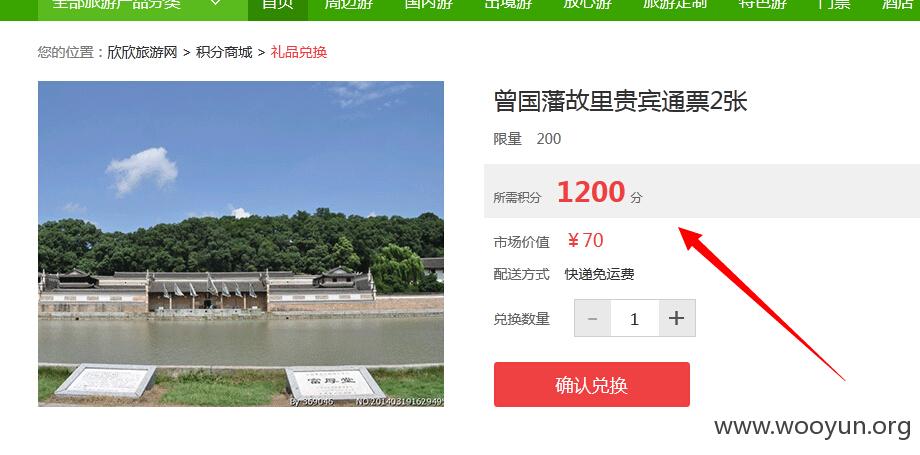 全部旅游产品分类 首页 周边游 国内游 出境游 放心游 旅游定制 特色游 门票 酒店
您的位置：欣欣旅游网 > 积分商城 > 礼品兑换
曾国藩故里贵宾通票2张
限量 200
所需积分 1200 分
市场价值 ¥70
配送方式 快递免运费
兑换数量 - 1 +
确认兑换
富厚堂
By 369046 NO.20140319162949
www.wooyun.org